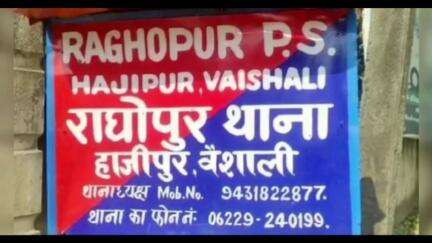 RAGHOPUR P.S.
HAJIPUR, VAISHALI
राघोपुर थाना
हाजीपुर, वैशाली
थानाध्यक्ष Mob.No. 9431822877.
थाना का फोन नं: 06229-240199.